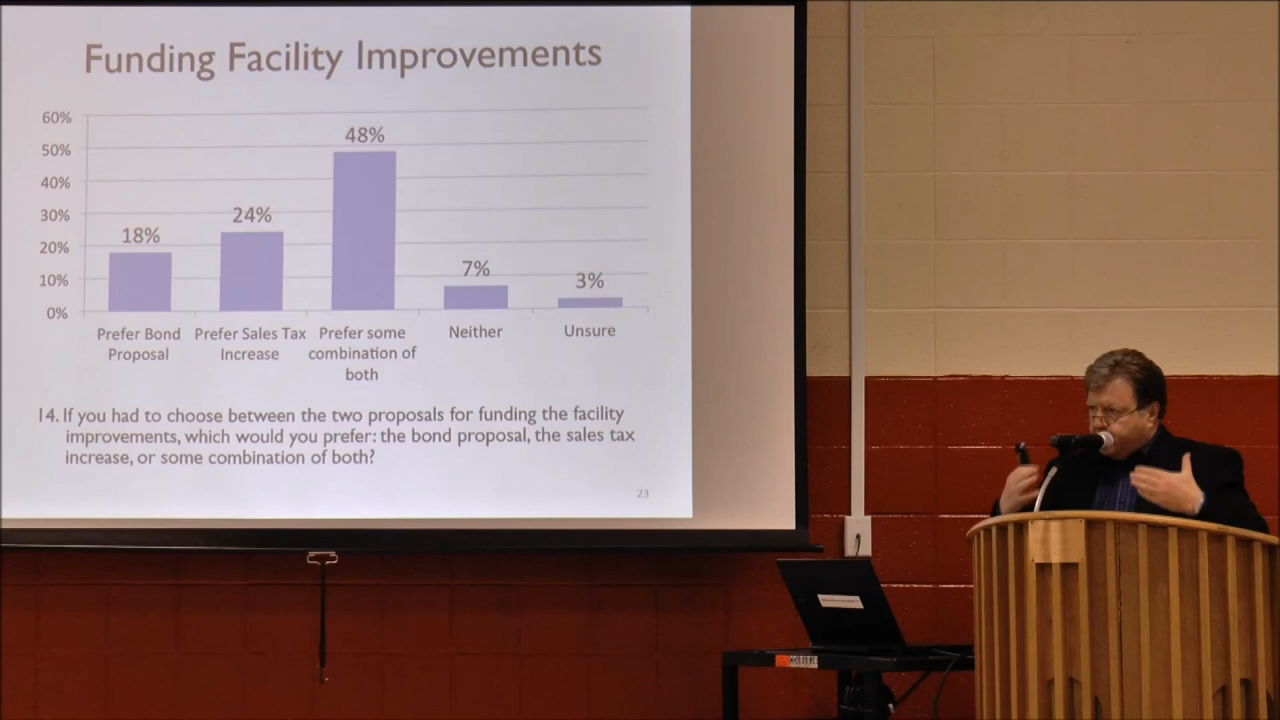 Funding Facility Improvements
60%
50%
40%
30%
20%
10%
0%
18%
24%
48%
7%
3%
Prefer Bond
Proposal
Prefer Sales Tax
Increase
Prefer some
combination of
both
Neither
Unsure
14. If you had to choose between the two proposals for funding the facility
improvements, which would you prefer: the bond proposal, the sales tax
increase, or some combination of both?
23